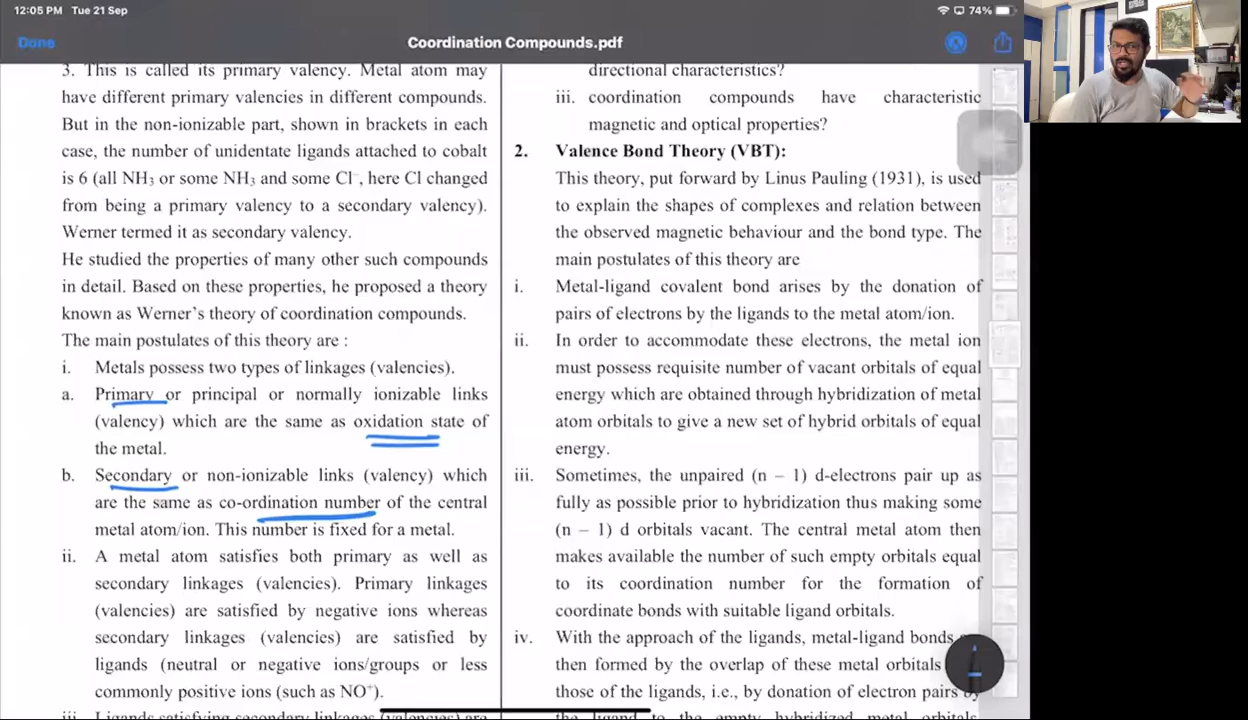 12:05 PM Tue 21 Sep
74%
Done
Coordination Compounds.pdf
3. This is called its primary valency. Metal atom may
have different primary valencies in different compounds.
But in the non-ionizable part, shown in brackets in each
case, the number of unidentate ligands attached to cobalt
is 6 (all NH₃ or some NH₃ and some Cl⁻, here Cl changed
from being a primary valency to a secondary valency).
Werner termed it as secondary valency.
He studied the properties of many other such compounds
in detail. Based on these properties, he proposed a theory
known as Werner's theory of coordination compounds.
The main postulates of this theory are :
i. Metals possess two types of linkages (valencies).
a. Primary or principal or normally ionizable links
(valency) which are the same as oxidation state of
the metal.
b. Secondary or non-ionizable links (valency) which
are the same as co-ordination number of the central
metal atom/ion. This number is fixed for a metal.
ii. A metal atom satisfies both primary as well as
secondary linkages (valencies). Primary linkages
(valencies) are satisfied by negative ions whereas
secondary linkages (valencies) are satisfied by
ligands (neutral or negative ions/groups or less
commonly positive ions (such as NO⁺).
iii. Ligands satisfying secondary linkages (valencies) are
directional characteristics?
iii. coordination compounds have characteristic
magnetic and optical properties?
2. Valence Bond Theory (VBT):
This theory, put forward by Linus Pauling (1931), is used
to explain the shapes of complexes and relation between
the observed magnetic behaviour and the bond type. The
main postulates of this theory are
i. Metal-ligand covalent bond arises by the donation of
pairs of electrons by the ligands to the metal atom/ion.
ii. In order to accommodate these electrons, the metal ion
must possess requisite number of vacant orbitals of equal
energy which are obtained through hybridization of metal
atom orbitals to give a new set of hybrid orbitals of equal
energy.
iii. Sometimes, the unpaired (n − 1) d-electrons pair up as
fully as possible prior to hybridization thus making some
(n − 1) d orbitals vacant. The central metal atom then
makes available the number of such empty orbitals equal
to its coordination number for the formation of
coordinate bonds with suitable ligand orbitals.
iv. With the approach of the ligands, metal-ligand bonds
then formed by the overlap of these metal orbitals
those of the ligands, i.e., by donation of electron pairs by
the ligand to the empty hybridized metal orbitals.